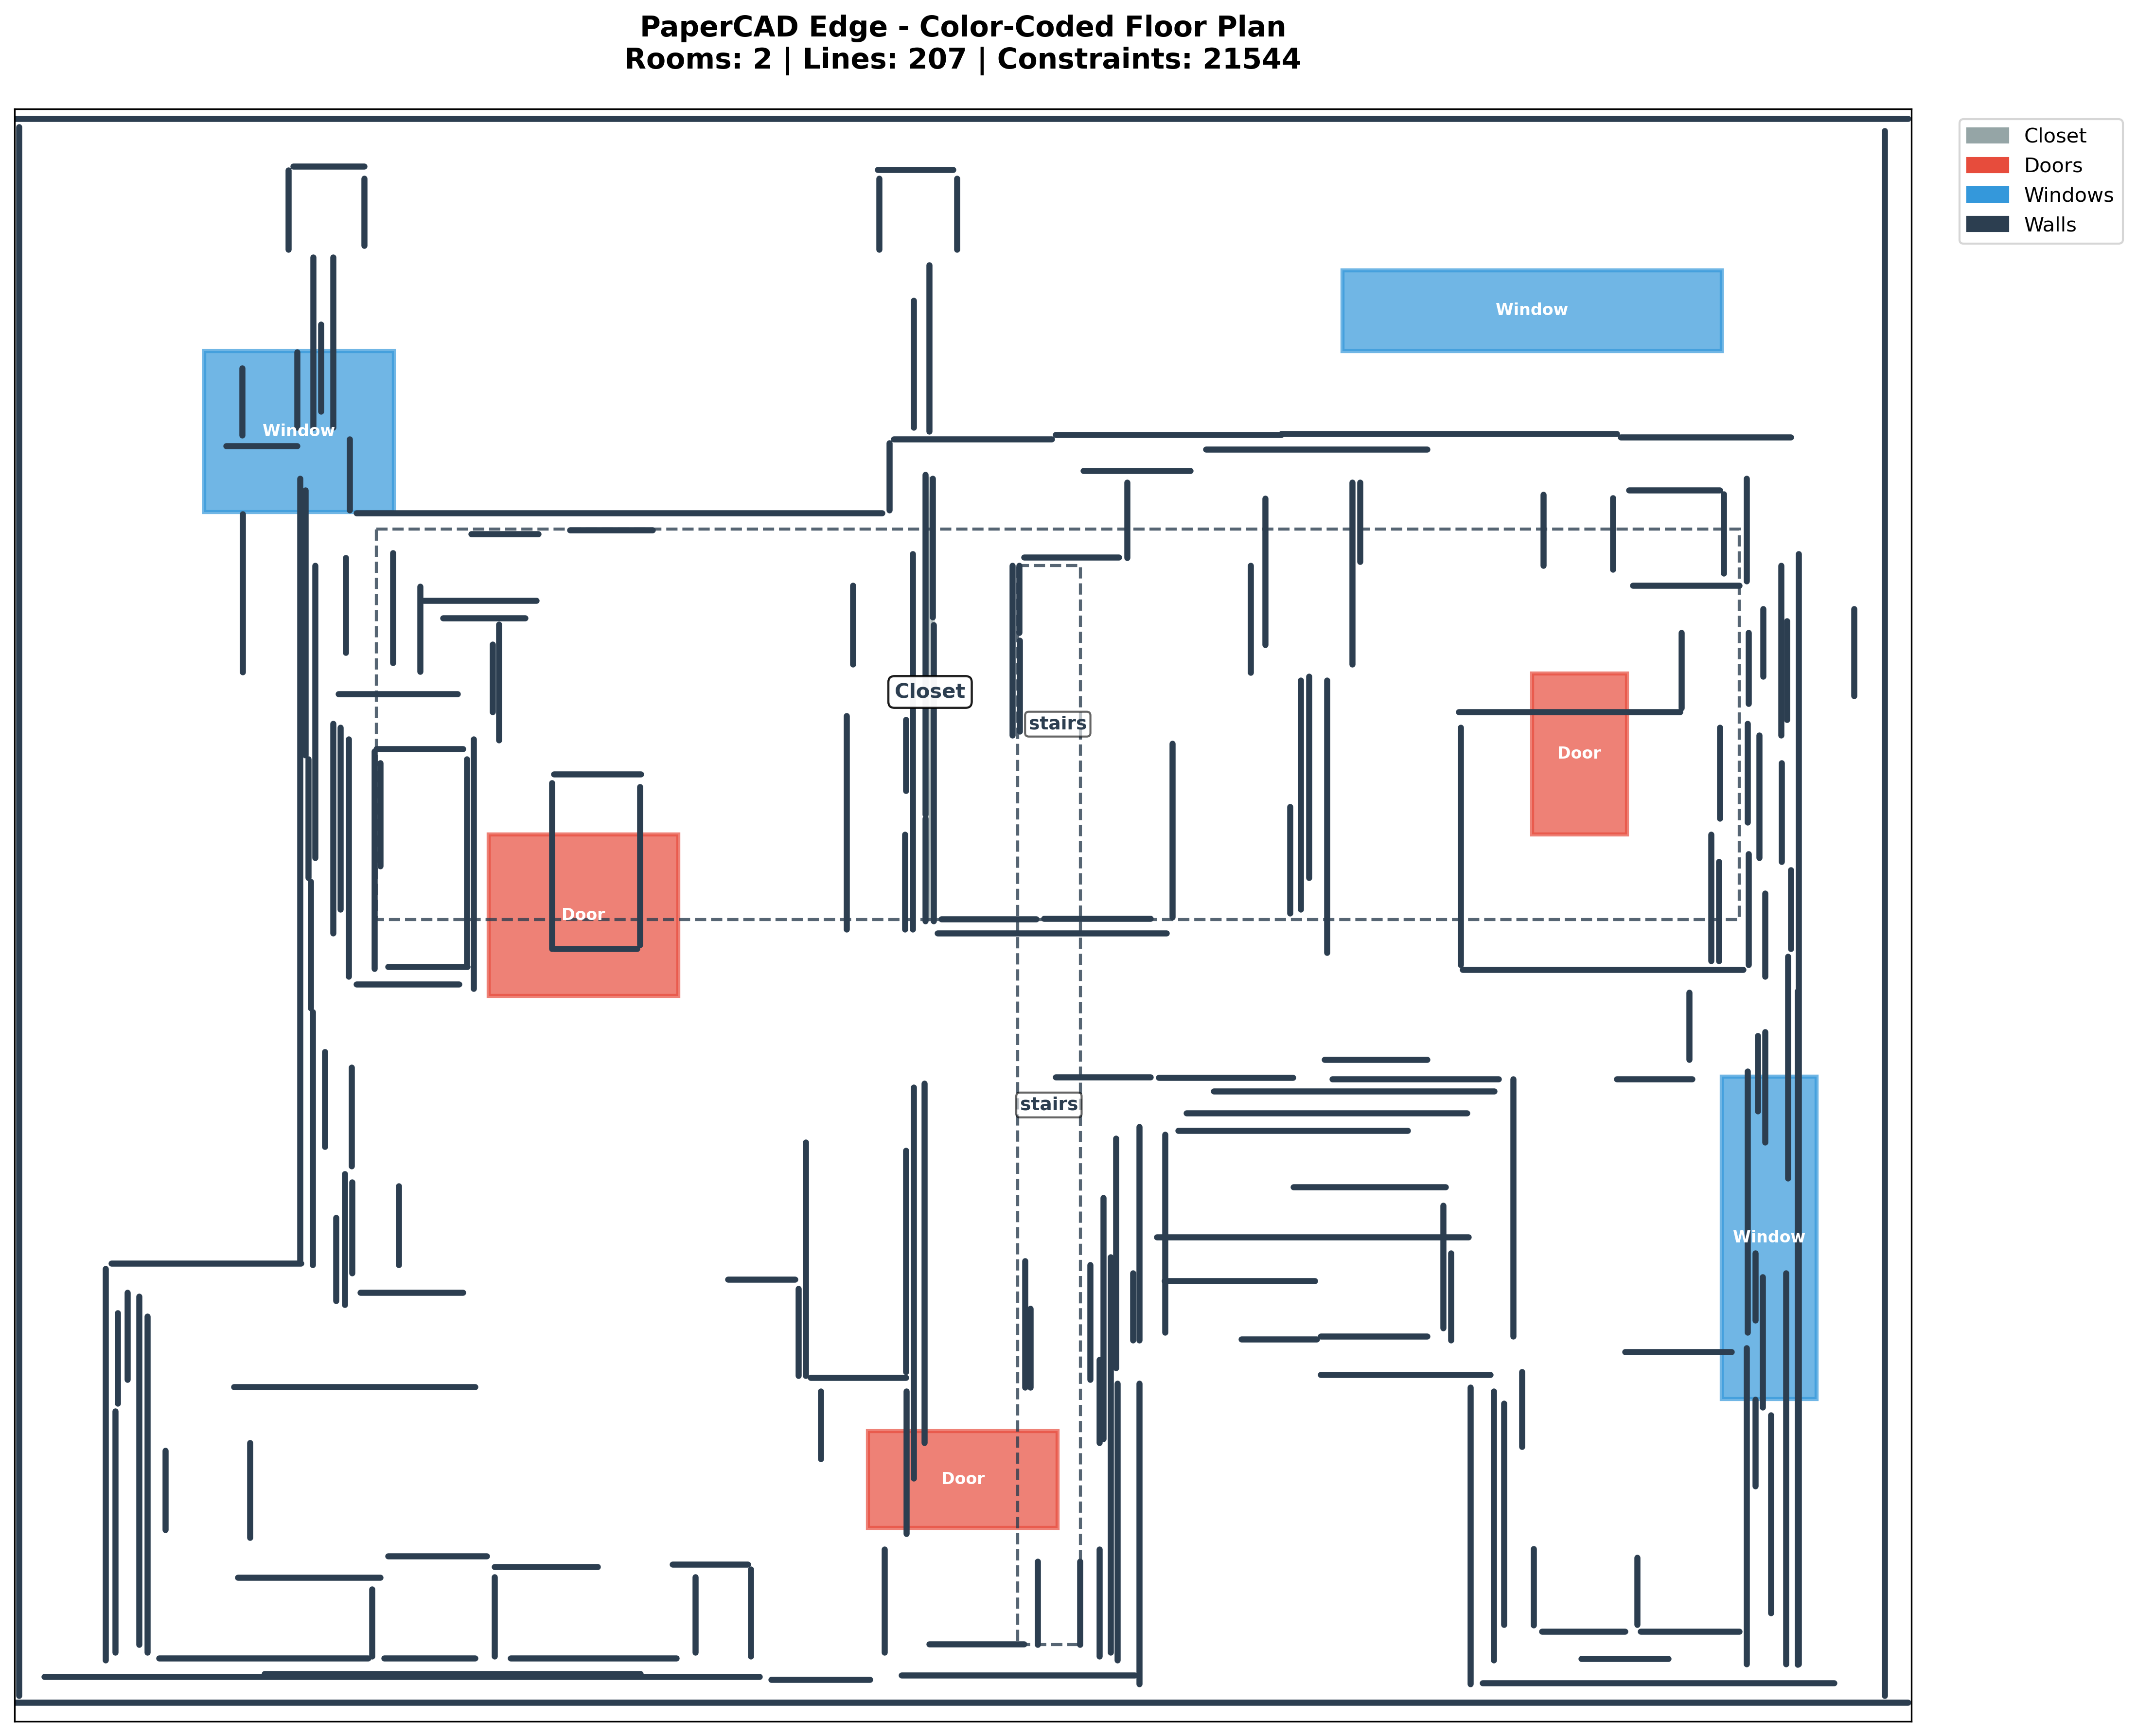 PaperCAD Edge - Color-Coded Floor Plan
Rooms: 2 | Lines: 207 | Constraints: 21544
Closet
Doors
Windows
Walls
Window
Window
Closet
stairs
Door
Door
stairs
Window
Door